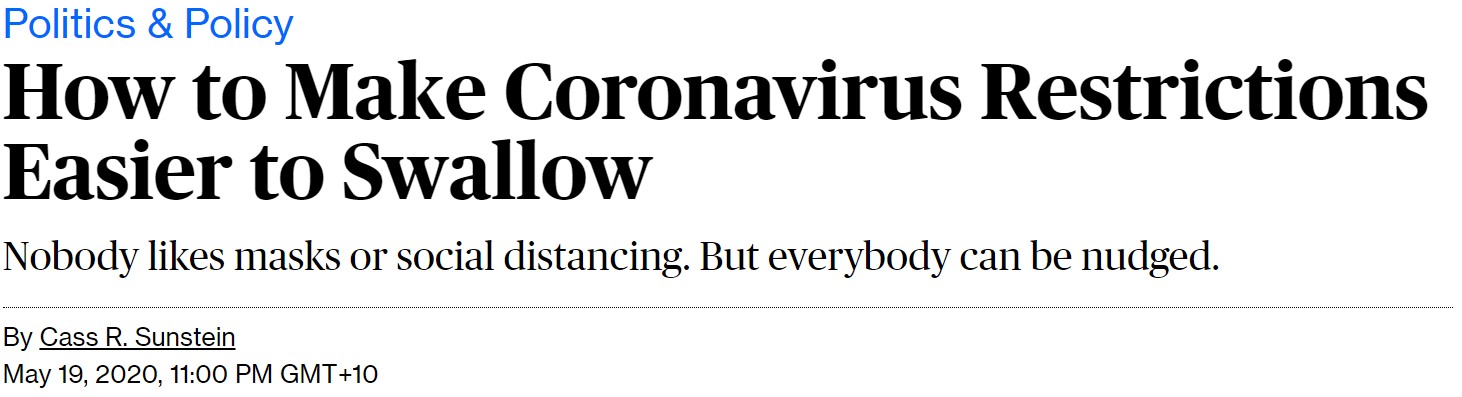 Politics & Policy
How to Make Coronavirus Restrictions
Easier to Swallow
Nobody likes masks or social distancing. But everybody can be nudged.
By Cass R. Sunstein
May 19, 2020, 11:00 PM GMT+10